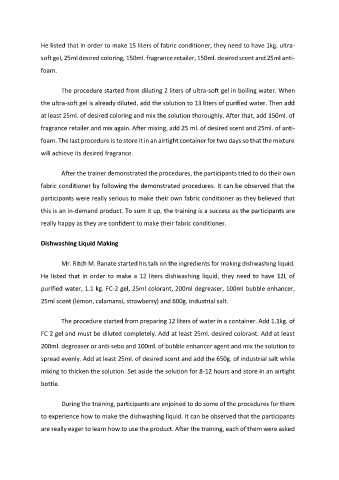 He listed that in order to make 15 liters of fabric conditioner, they need to have 1kg. ultra-
soft gel, 25ml desired coloring, 150ml. fragrance retailer, 150ml. desired scent and 25ml anti-
foam.
The procedure started from diluting 2 liters of ultra-soft gel in boiling water. When
the ultra-soft gel is already diluted, add the solution to 13 liters of purified water. Then add
at least 25ml. of desired coloring and mix the solution thoroughly. After that, add 150ml. of
fragrance retailer and mix again. After mixing, add 25 ml. of desired scent and 25ml. of anti-
foam. The last procedure is to store it in an airtight container for two days so that the mixture
will achieve its desired fragrance.
After the trainer demonstrated the procedures, the participants tried to do their own
fabric conditioner by following the demonstrated procedures. It can be observed that the
participants were really serious to make their own fabric conditioner as they believed that
this is an in-demand product. To sum it up, the training is a success as the participants are
really happy as they are confident to make their fabric conditioner.
Dishwashing Liquid Making
Mr. Ritch M. Banate started his talk on the ingredients for making dishwashing liquid.
He listed that in order to make a 12 liters dishwashing liquid, they need to have 12L of
purified water, 1.1 kg. FC-2 gel, 25ml colorant, 200ml degreaser, 100ml bubble enhancer,
25ml scent (lemon, calamansi, strawberry) and 600g. industrial salt.
The procedure started from preparing 12 liters of water in a container. Add 1.1kg. of
FC 2 gel and must be diluted completely. Add at least 25ml. desired colorant. Add at least
200ml. degreaser or anti-sebo and 100ml. of bubble enhancer agent and mix the solution to
spread evenly. Add at least 25ml. of desired scent and add the 650g. of industrial salt while
mixing to thicken the solution. Set aside the solution for 8-12 hours and store in an airtight
bottle.
During the training, participants are enjoined to do some of the procedures for them
to experience how to make the dishwashing liquid. It can be observed that the participants
are really eager to learn how to use the product. After the training, each of them were asked